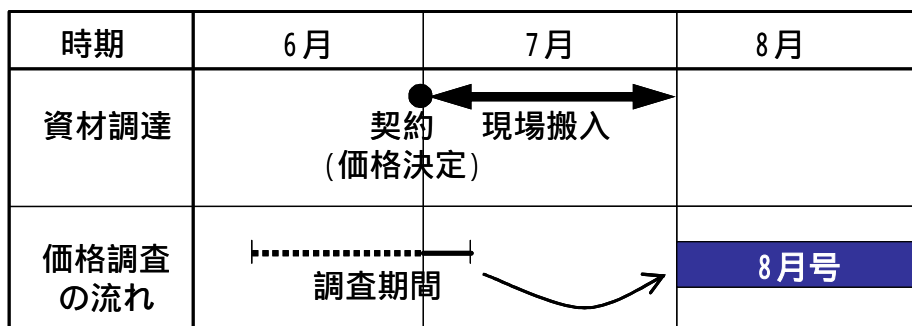 時期
6月
7月
8月
資材調達
契約
(価格決定)
現場搬入
価格調査
の流れ
調査期間
8月号